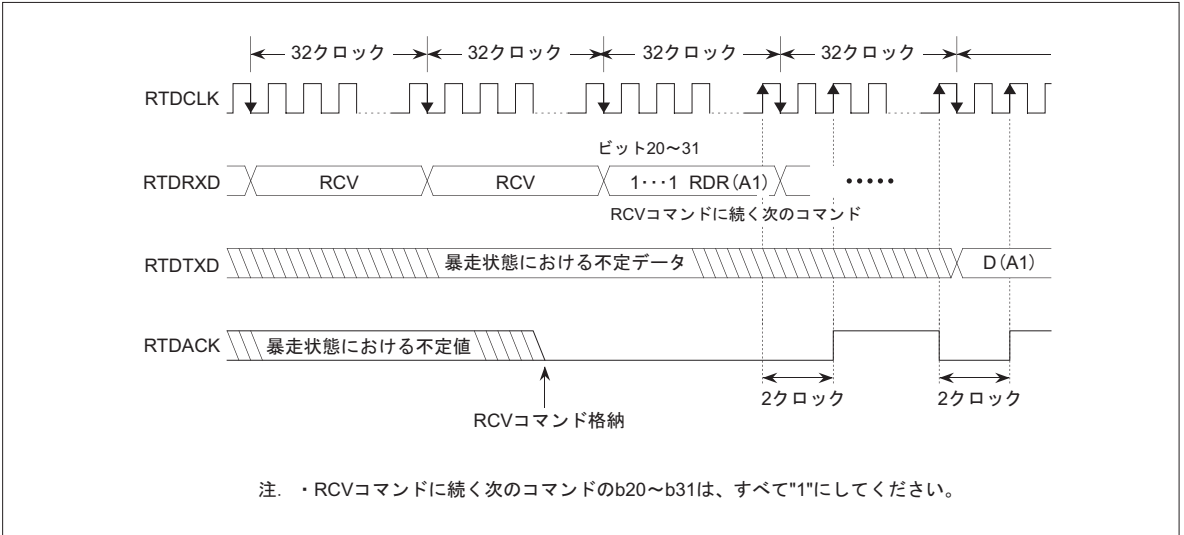 32クロック 32クロック 32クロック 32クロック
RTDCLK
ビット20～31
RTDRXD RCV RCV 1･･･1 RDR(A1) •••••
RCVコマンドに続く次のコマンド
RTDTXD 暴走状態における不定データ D(A1)
RTDACK 暴走状態における不定値
2クロック 2クロック
RCVコマンド格納
注. ・RCVコマンドに続く次のコマンドのb20～b31は、すべて"1"にしてください。